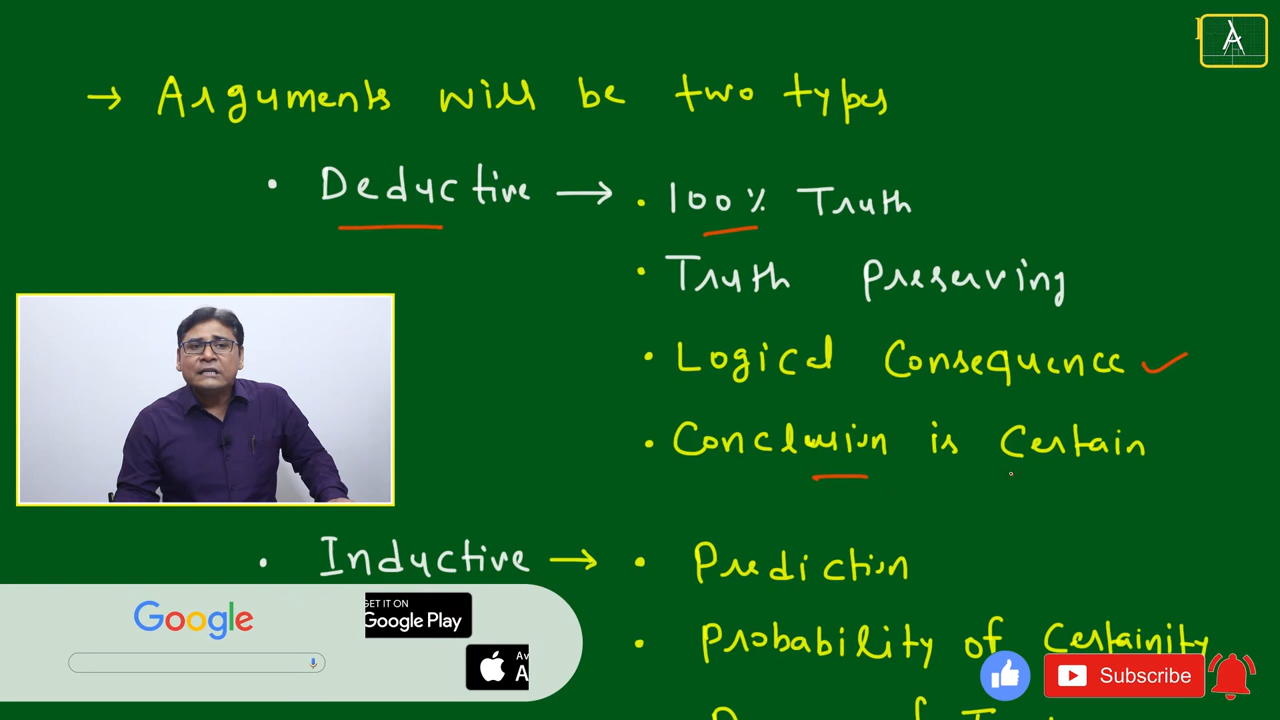 → Arguments will be two types
• Deductive → • 100% Truth
• Truth Preserving
• Logical Consequence ✓
• Conclusion is Certain
• Inductive → • Prediction
• Probability of Certainity
Google
GET IT ON
Google Play
Subscribe